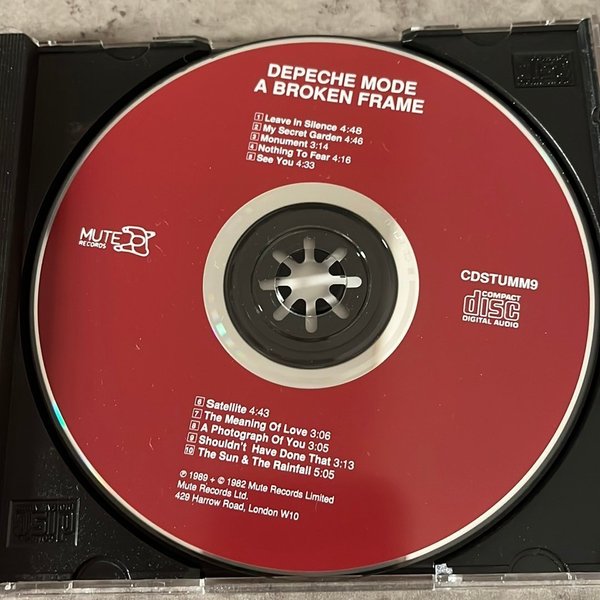 DEPECHE MODE
A BROKEN FRAME
1 Leave In Silence 4:48
2 My Secret Garden 4:46
3 Monument 3:14
4 Nothing To Fear 4:16
5 See You 4:33
MUTE
RECORDS
CDSTUMM9
COMPACT
disc
DIGITAL AUDIO
6 Satellite 4:43
7 The Meaning Of Love 3:06
8 A Photograph Of You 3:05
9 Shouldn't Have Done That 3:13
10 The Sun & The Rainfall 5:05
℗ 1989 + © 1982 Mute Records Limited
Mute Records Ltd.
429 Harrow Road, London W10